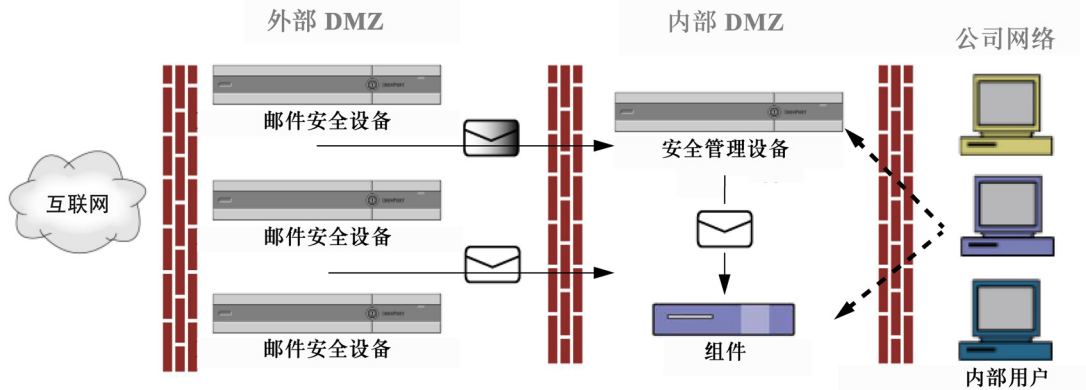 外部 DMZ
内部 DMZ
公司网络
邮件安全设备
安全管理设备
互联网
邮件安全设备
邮件安全设备
组件
内部用户